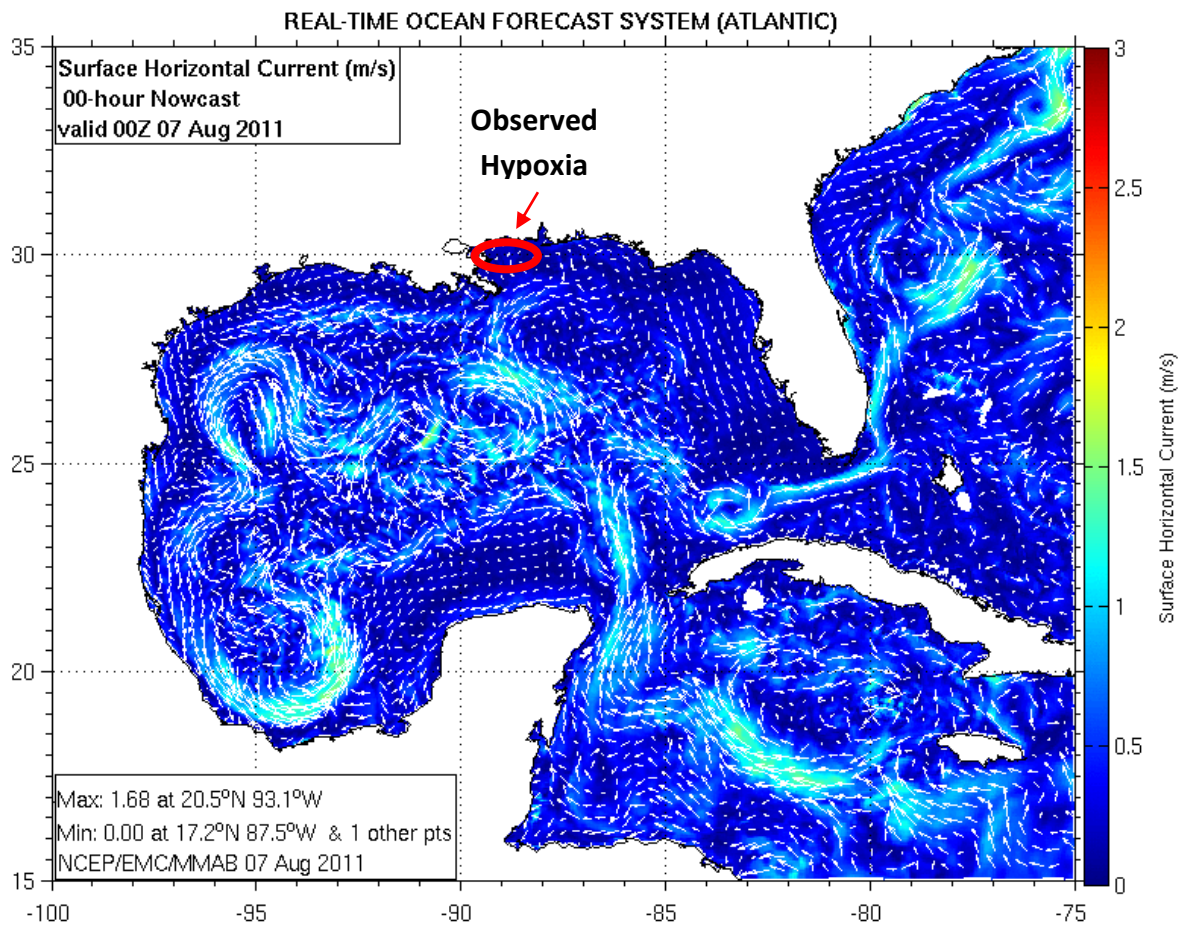 REAL-TIME OCEAN FORECAST SYSTEM (ATLANTIC)
Surface Horizontal Current (m/s)
00-hour Nowcast
valid 00Z 07 Aug 2011
Observed
Hypoxia
35
30
25
20
15
-100
-95
-90
-85
-80
-75
3
2.5
2
1.5
1
0.5
0
Surface Horizontal Current (m/s)
Max: 1.68 at 20.5°N 93.1°W
Min: 0.00 at 17.2°N 87.5°W & 1 other pts
NCEP/EMC/MMAB 07 Aug 2011